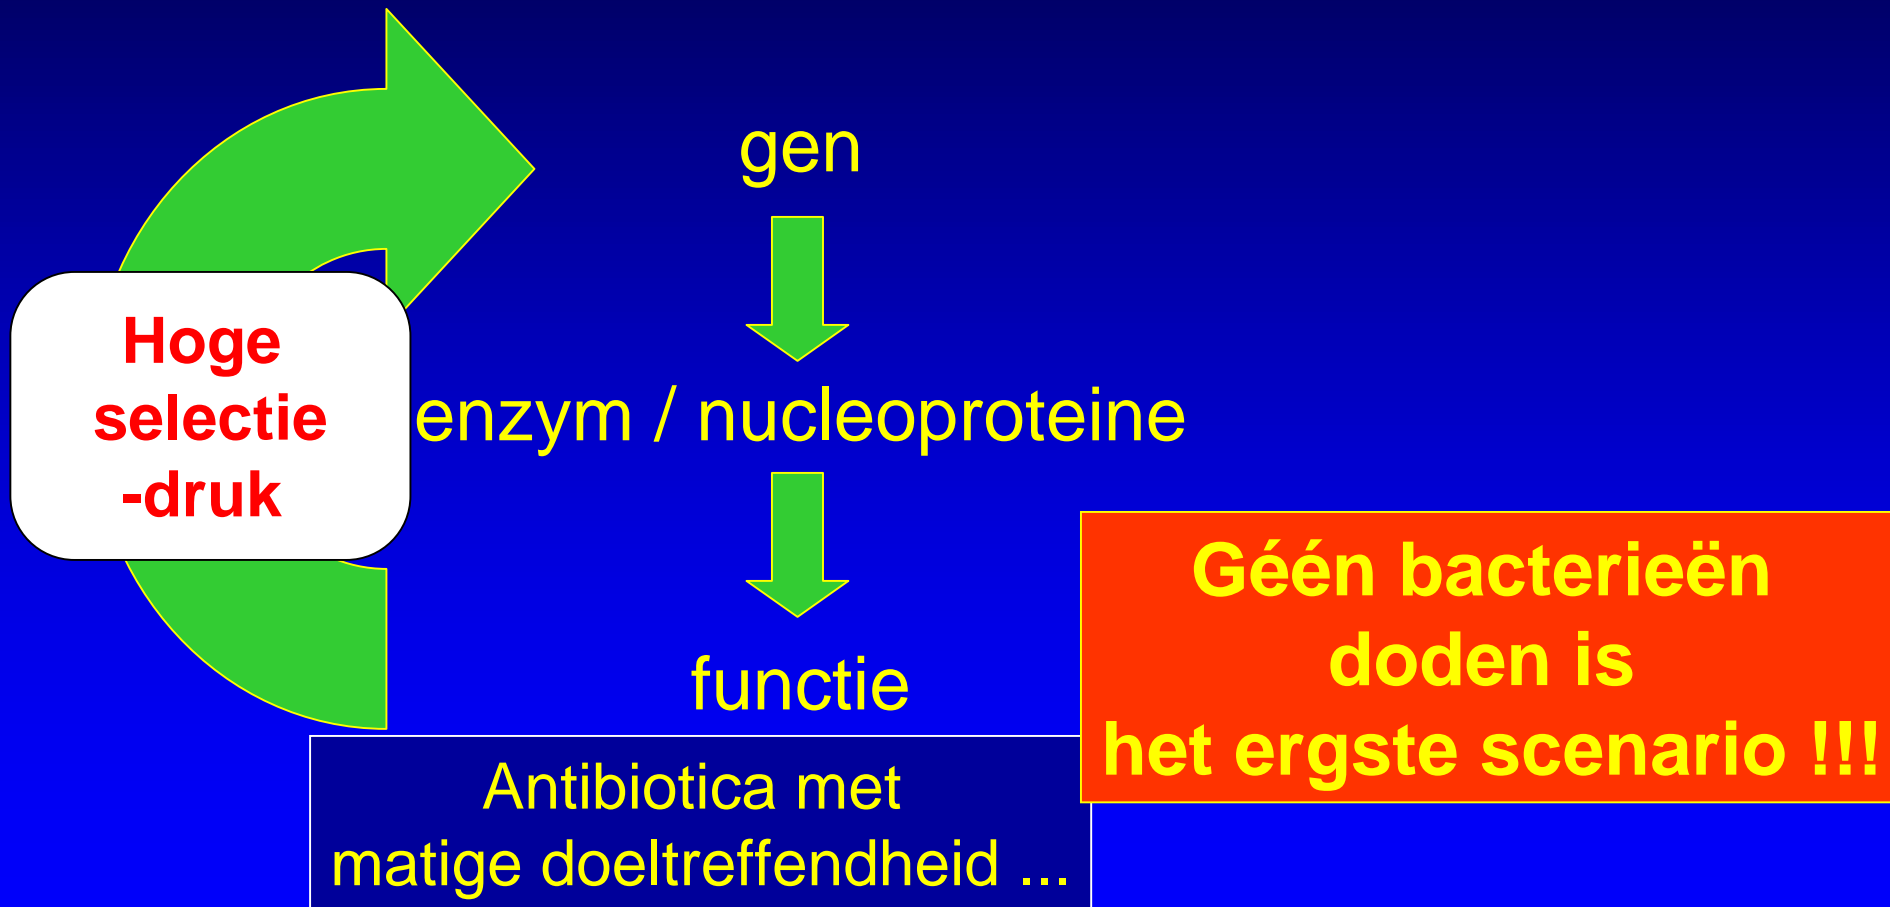 gen
Hoge
selectie
-druk
enzym / nucleoproteine
functie
Géén bacterieën
doden is
het ergste scenario !!!
Antibiotica met
matige doeltreffendheid ...